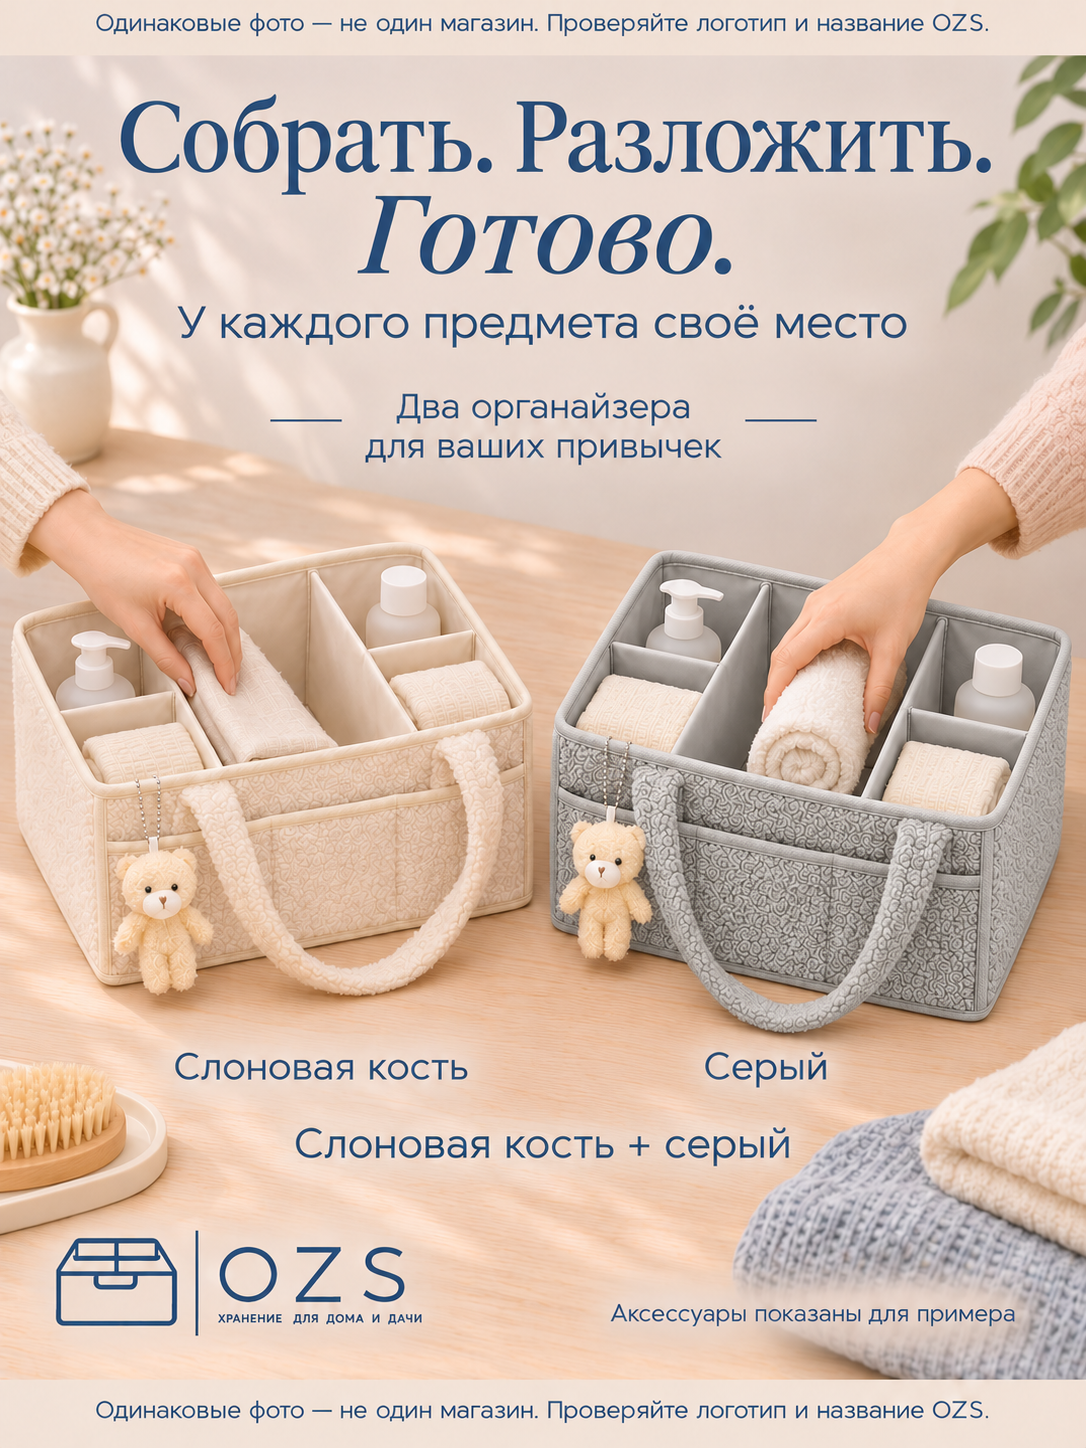 Одинаковые фото — не один магазин. Проверяйте логотип и название OZS.
Собрать. Разложить.
Готово.
У каждого предмета своё место
Два органайзера
для ваших привычек
Слоновая кость
Серый
Слоновая кость + серый
OZS
ХРАНЕНИЕ ДЛЯ ДОМА И ДАЧИ
Аксессуары показаны для примера
Одинаковые фото — не один магазин. Проверяйте логотип и название OZS.